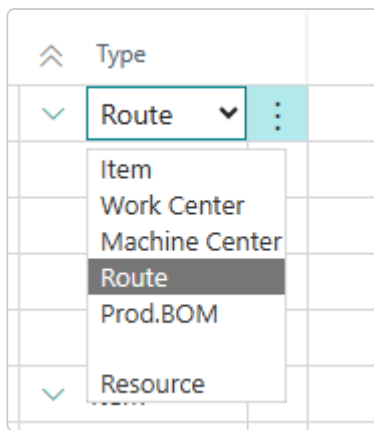 Type
Route
Item
Work Center
Machine Center
Route
Prod.BOM
Resource